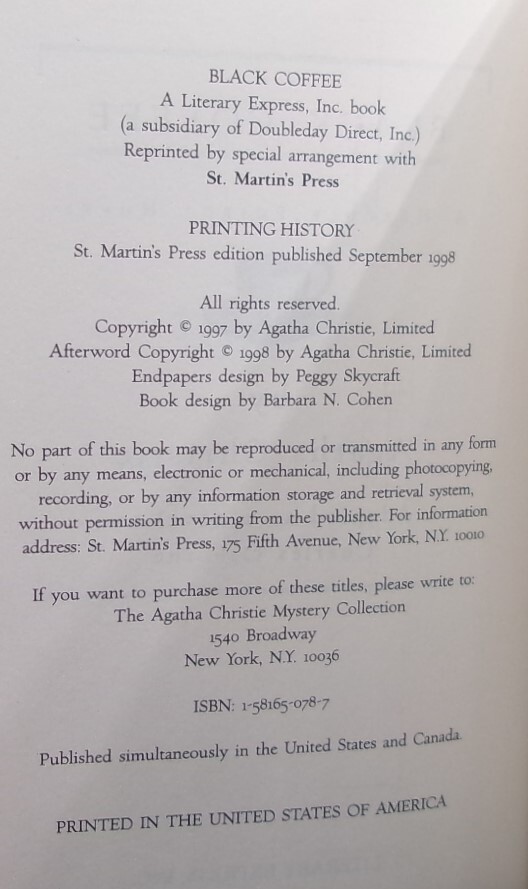 BLACK COFFEE
A Literary Express, Inc. book
(a subsidiary of Doubleday Direct, Inc.)
Reprinted by special arrangement with
St. Martin's Press
PRINTING HISTORY
St. Martin's Press edition published September 1998
All rights reserved.
Copyright © 1997 by Agatha Christie, Limited
Afterword Copyright © 1998 by Agatha Christie, Limited
Endpapers design by Peggy Skycraft
Book design by Barbara N. Cohen
No part of this book may be reproduced or transmitted in any form
or by any means, electronic or mechanical, including photocopying,
recording, or by any information storage and retrieval system,
without permission in writing from the publisher. For information
address: St. Martin's Press, 175 Fifth Avenue, New York, N.Y. 10010
If you want to purchase more of these titles, please write to:
The Agatha Christie Mystery Collection
1540 Broadway
New York, N.Y. 10036
ISBN: 1-58165-078-7
Published simultaneously in the United States and Canada.
PRINTED IN THE UNITED STATES OF AMERICA